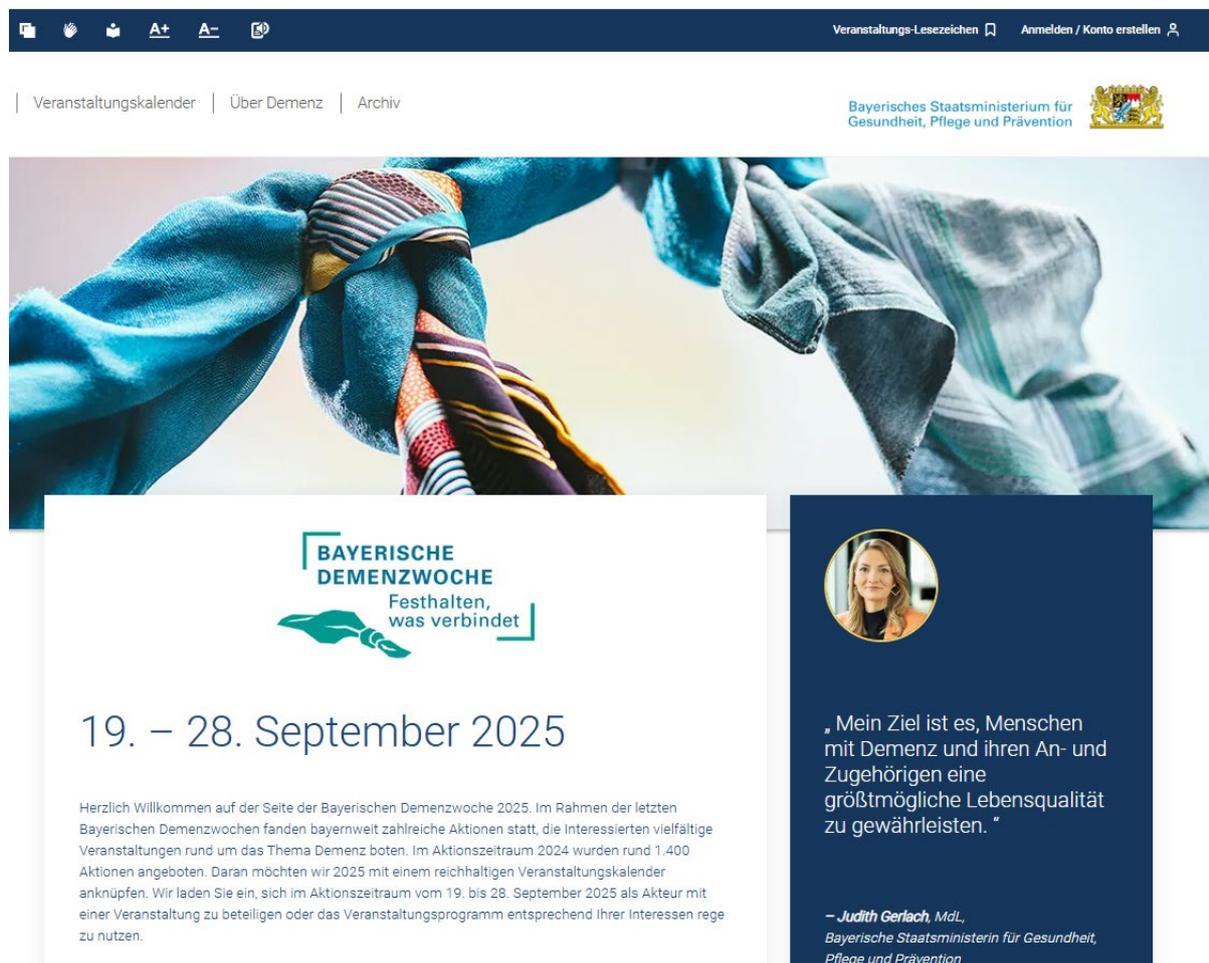 A+ A− Veranstaltungs-Lesezeichen Anmelden / Konto erstellen
Veranstaltungskalender | Über Demenz | Archiv
Bayerisches Staatsministerium für
Gesundheit, Pflege und Prävention
BAYERISCHE
DEMENZWOCHE
Festhalten,
was verbindet
19. – 28. September 2025
Herzlich Willkommen auf der Seite der Bayerischen Demenzwoche 2025. Im Rahmen der letzten
Bayerischen Demenzwochen fanden bayernweit zahlreiche Aktionen statt, die Interessierten vielfältige
Veranstaltungen rund um das Thema Demenz boten. Im Aktionszeitraum 2024 wurden rund 1.400
Aktionen angeboten. Daran möchten wir 2025 mit einem reichhaltigen Veranstaltungskalender
anknüpfen. Wir laden Sie ein, sich im Aktionszeitraum vom 19. bis 28. September 2025 als Akteur mit
einer Veranstaltung zu beteiligen oder das Veranstaltungsprogramm entsprechend Ihrer Interessen rege
zu nutzen.
„ Mein Ziel ist es, Menschen
mit Demenz und ihren An- und
Zugehörigen eine
größtmögliche Lebensqualität
zu gewährleisten. “
– Judith Gerlach, MdL,
Bayerische Staatsministerin für Gesundheit,
Pflege und Prävention